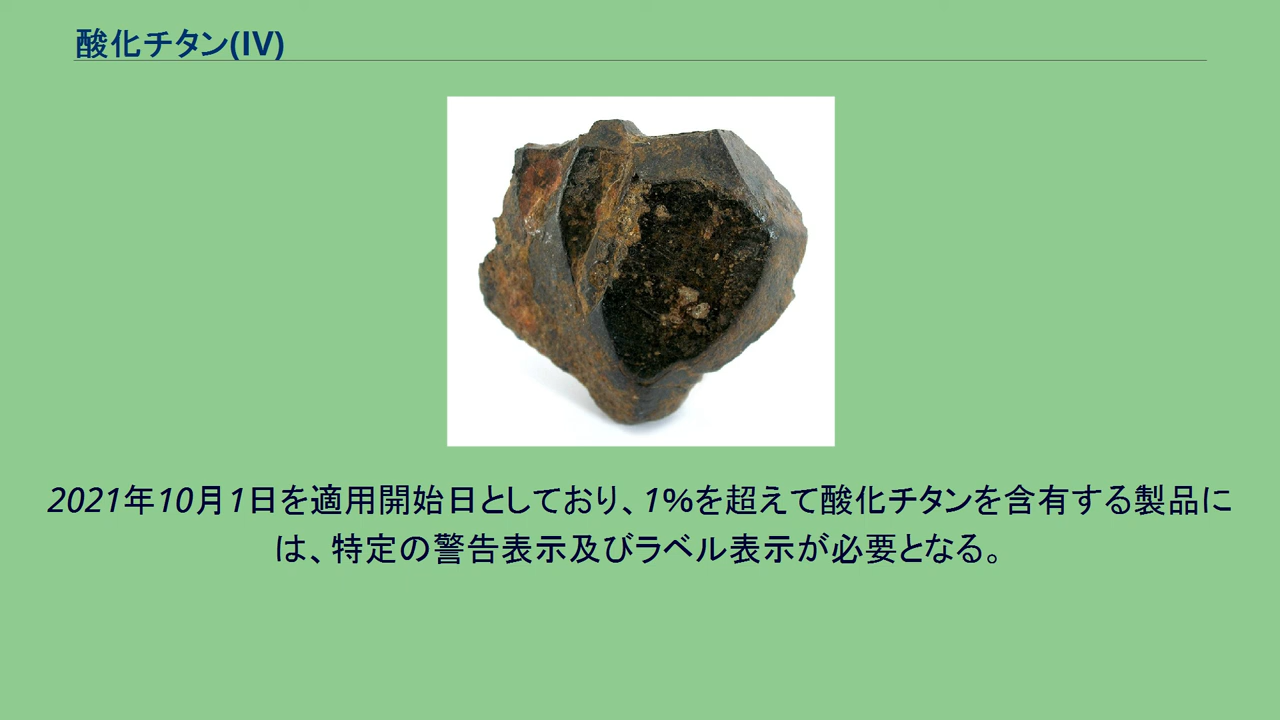 酸化チタン(IV)
2021年10月1日を適用開始日としており、1%を超えて酸化チタンを含有する製品に
は、特定の警告表示及びラベル表示が必要となる。